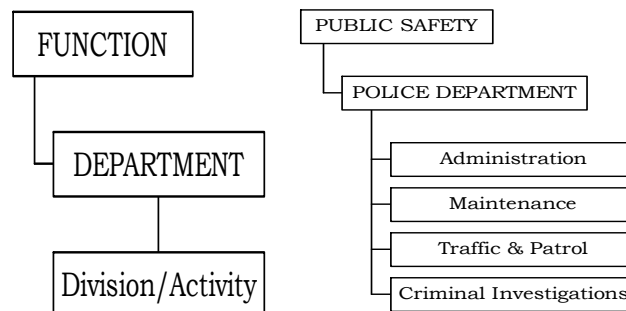 FUNCTION
DEPARTMENT
Division/Activity
PUBLIC SAFETY
POLICE DEPARTMENT
Administration
Maintenance
Traffic & Patrol
Criminal Investigations